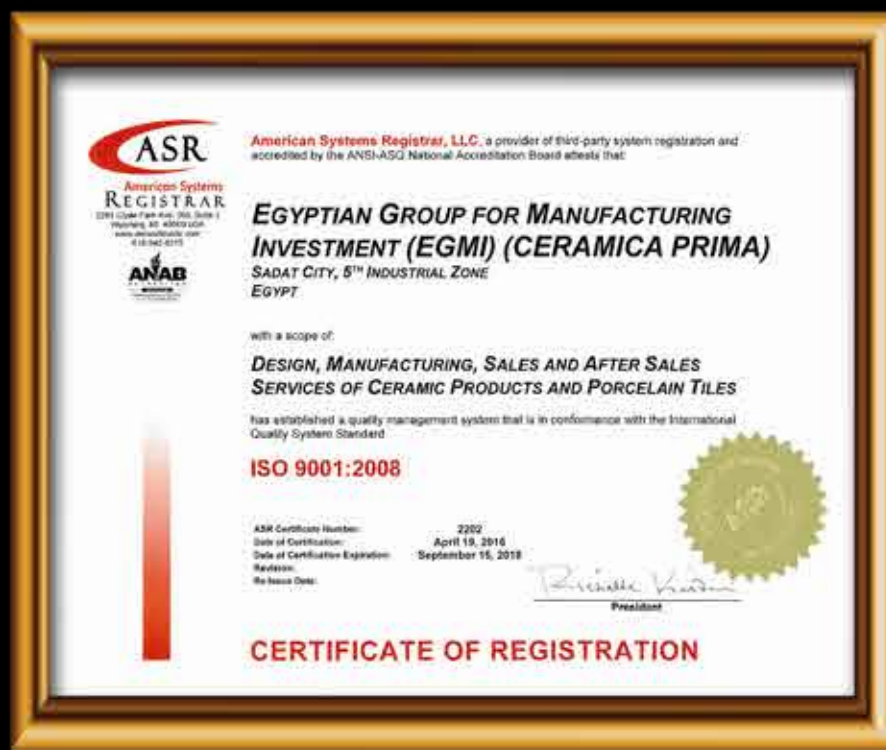 ASR
American Systems
REGISTRAR
ANAB
American Systems Registrar, LLC, a provider of third-party system registration and
accredited by the ANSI-ASQ National Accreditation Board attests that:
EGYPTIAN GROUP FOR MANUFACTURING
INVESTMENT (EGMI) (CERAMICA PRIMA)
SADAT CITY, 5TH INDUSTRIAL ZONE
EGYPT
with a scope of:
DESIGN, MANUFACTURING, SALES AND AFTER SALES
SERVICES OF CERAMIC PRODUCTS AND PORCELAIN TILES
has established a quality management system that is in conformance with the International
Quality System Standard
ISO 9001:2008
ASR Certificate Number: 2202
Date of Certification: April 19, 2016
Date of Certification Expiration: September 15, 2018
Revision:
Re-Issue Date:
President
CERTIFICATE OF REGISTRATION